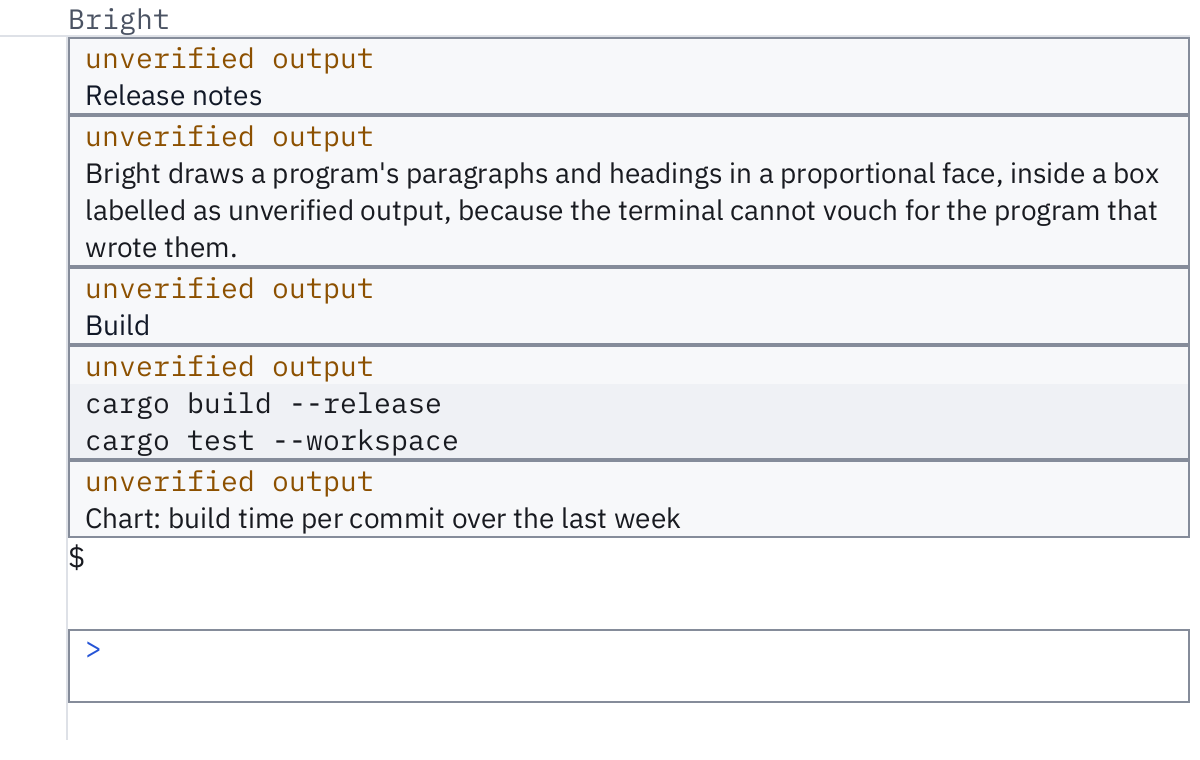 Bright
unverified output
Release notes
unverified output
Bright draws a program's paragraphs and headings in a proportional face, inside a box
labelled as unverified output, because the terminal cannot vouch for the program that
wrote them.
unverified output
Build
unverified output
cargo build --release
cargo test --workspace
unverified output
Chart: build time per commit over the last week
$
>